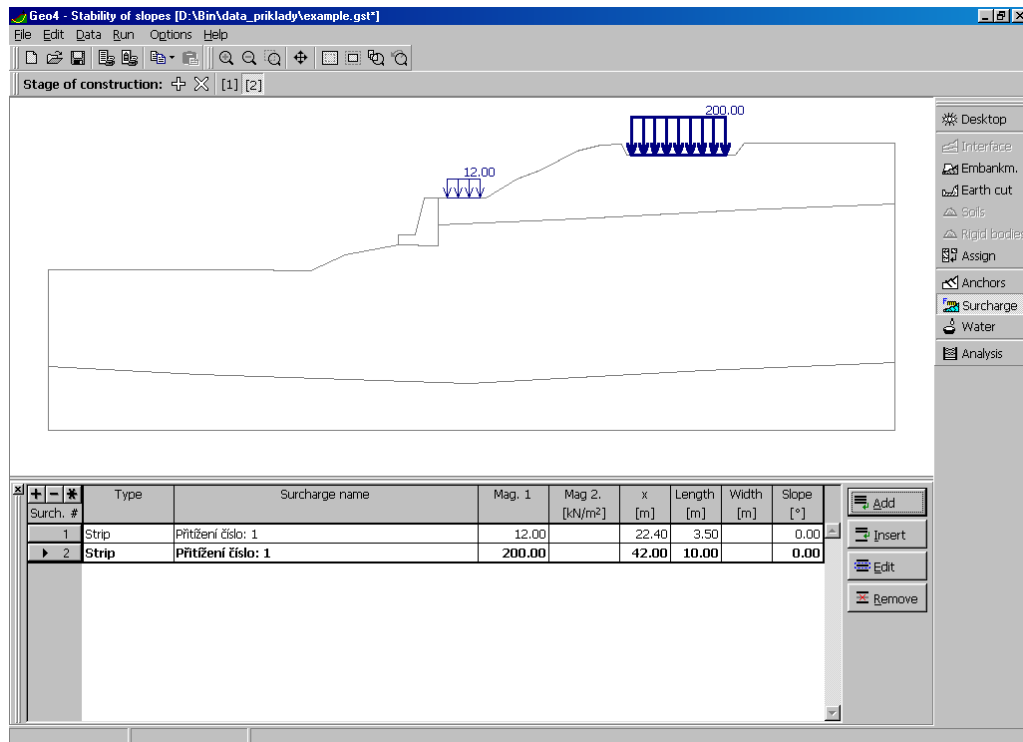 Geo4 - Stability of slopes [D:\Bin\data_priklady\example.gst*]
File Edit Data Run Options Help
Stage of construction: [1] [2]
200.00
12.00
Desktop
Interface
Embankm.
Earth cut
Soils
Rigid bodies
Assign
Anchors
Surcharge
Water
Analysis
Surch. # Type Surcharge name Mag. 1 Mag 2. [kN/m²] x [m] Length [m] Width [m] Slope [°]
1 Strip Přitížení číslo: 1 12.00 22.40 3.50 0.00
2 Strip Přitížení číslo: 1 200.00 42.00 10.00 0.00
Add
Insert
Edit
Remove